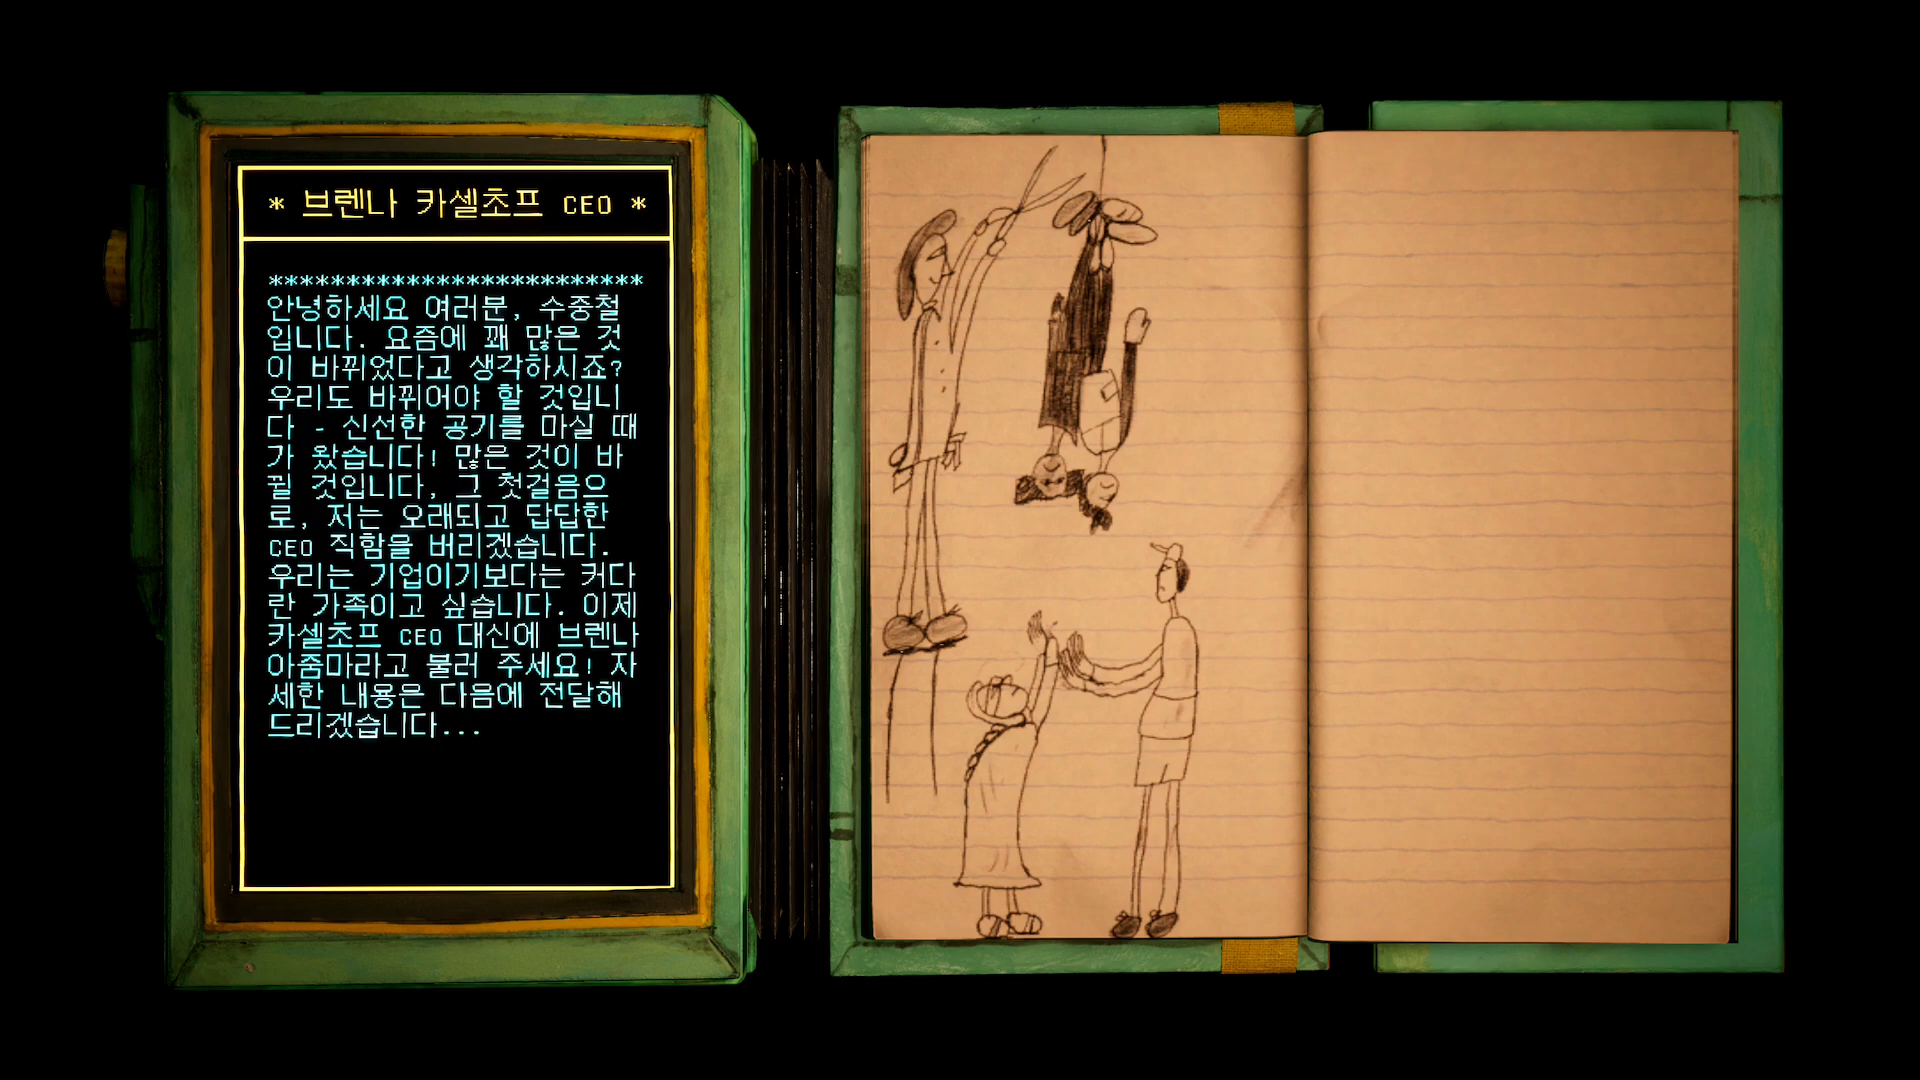 * 브렌나 카셀초프 CEO *
*************************
안녕하세요 여러분, 수중철
입니다. 요즘에 꽤 많은 것
이 바뀌었다고 생각하시죠?
우리도 바뀌어야 할 것입니
다 - 신선한 공기를 마실 때
가 왔습니다! 많은 것이 바
뀔 것입니다, 그 첫걸음으
로, 저는 오래되고 답답한
CEO 직함을 버리겠습니다.
우리는 기업이기보다는 커다
란 가족이고 싶습니다. 이제
카셀초프 CEO 대신에 브렌나
아줌마라고 불러 주세요! 자
세한 내용은 다음에 전달해
드리겠습니다...